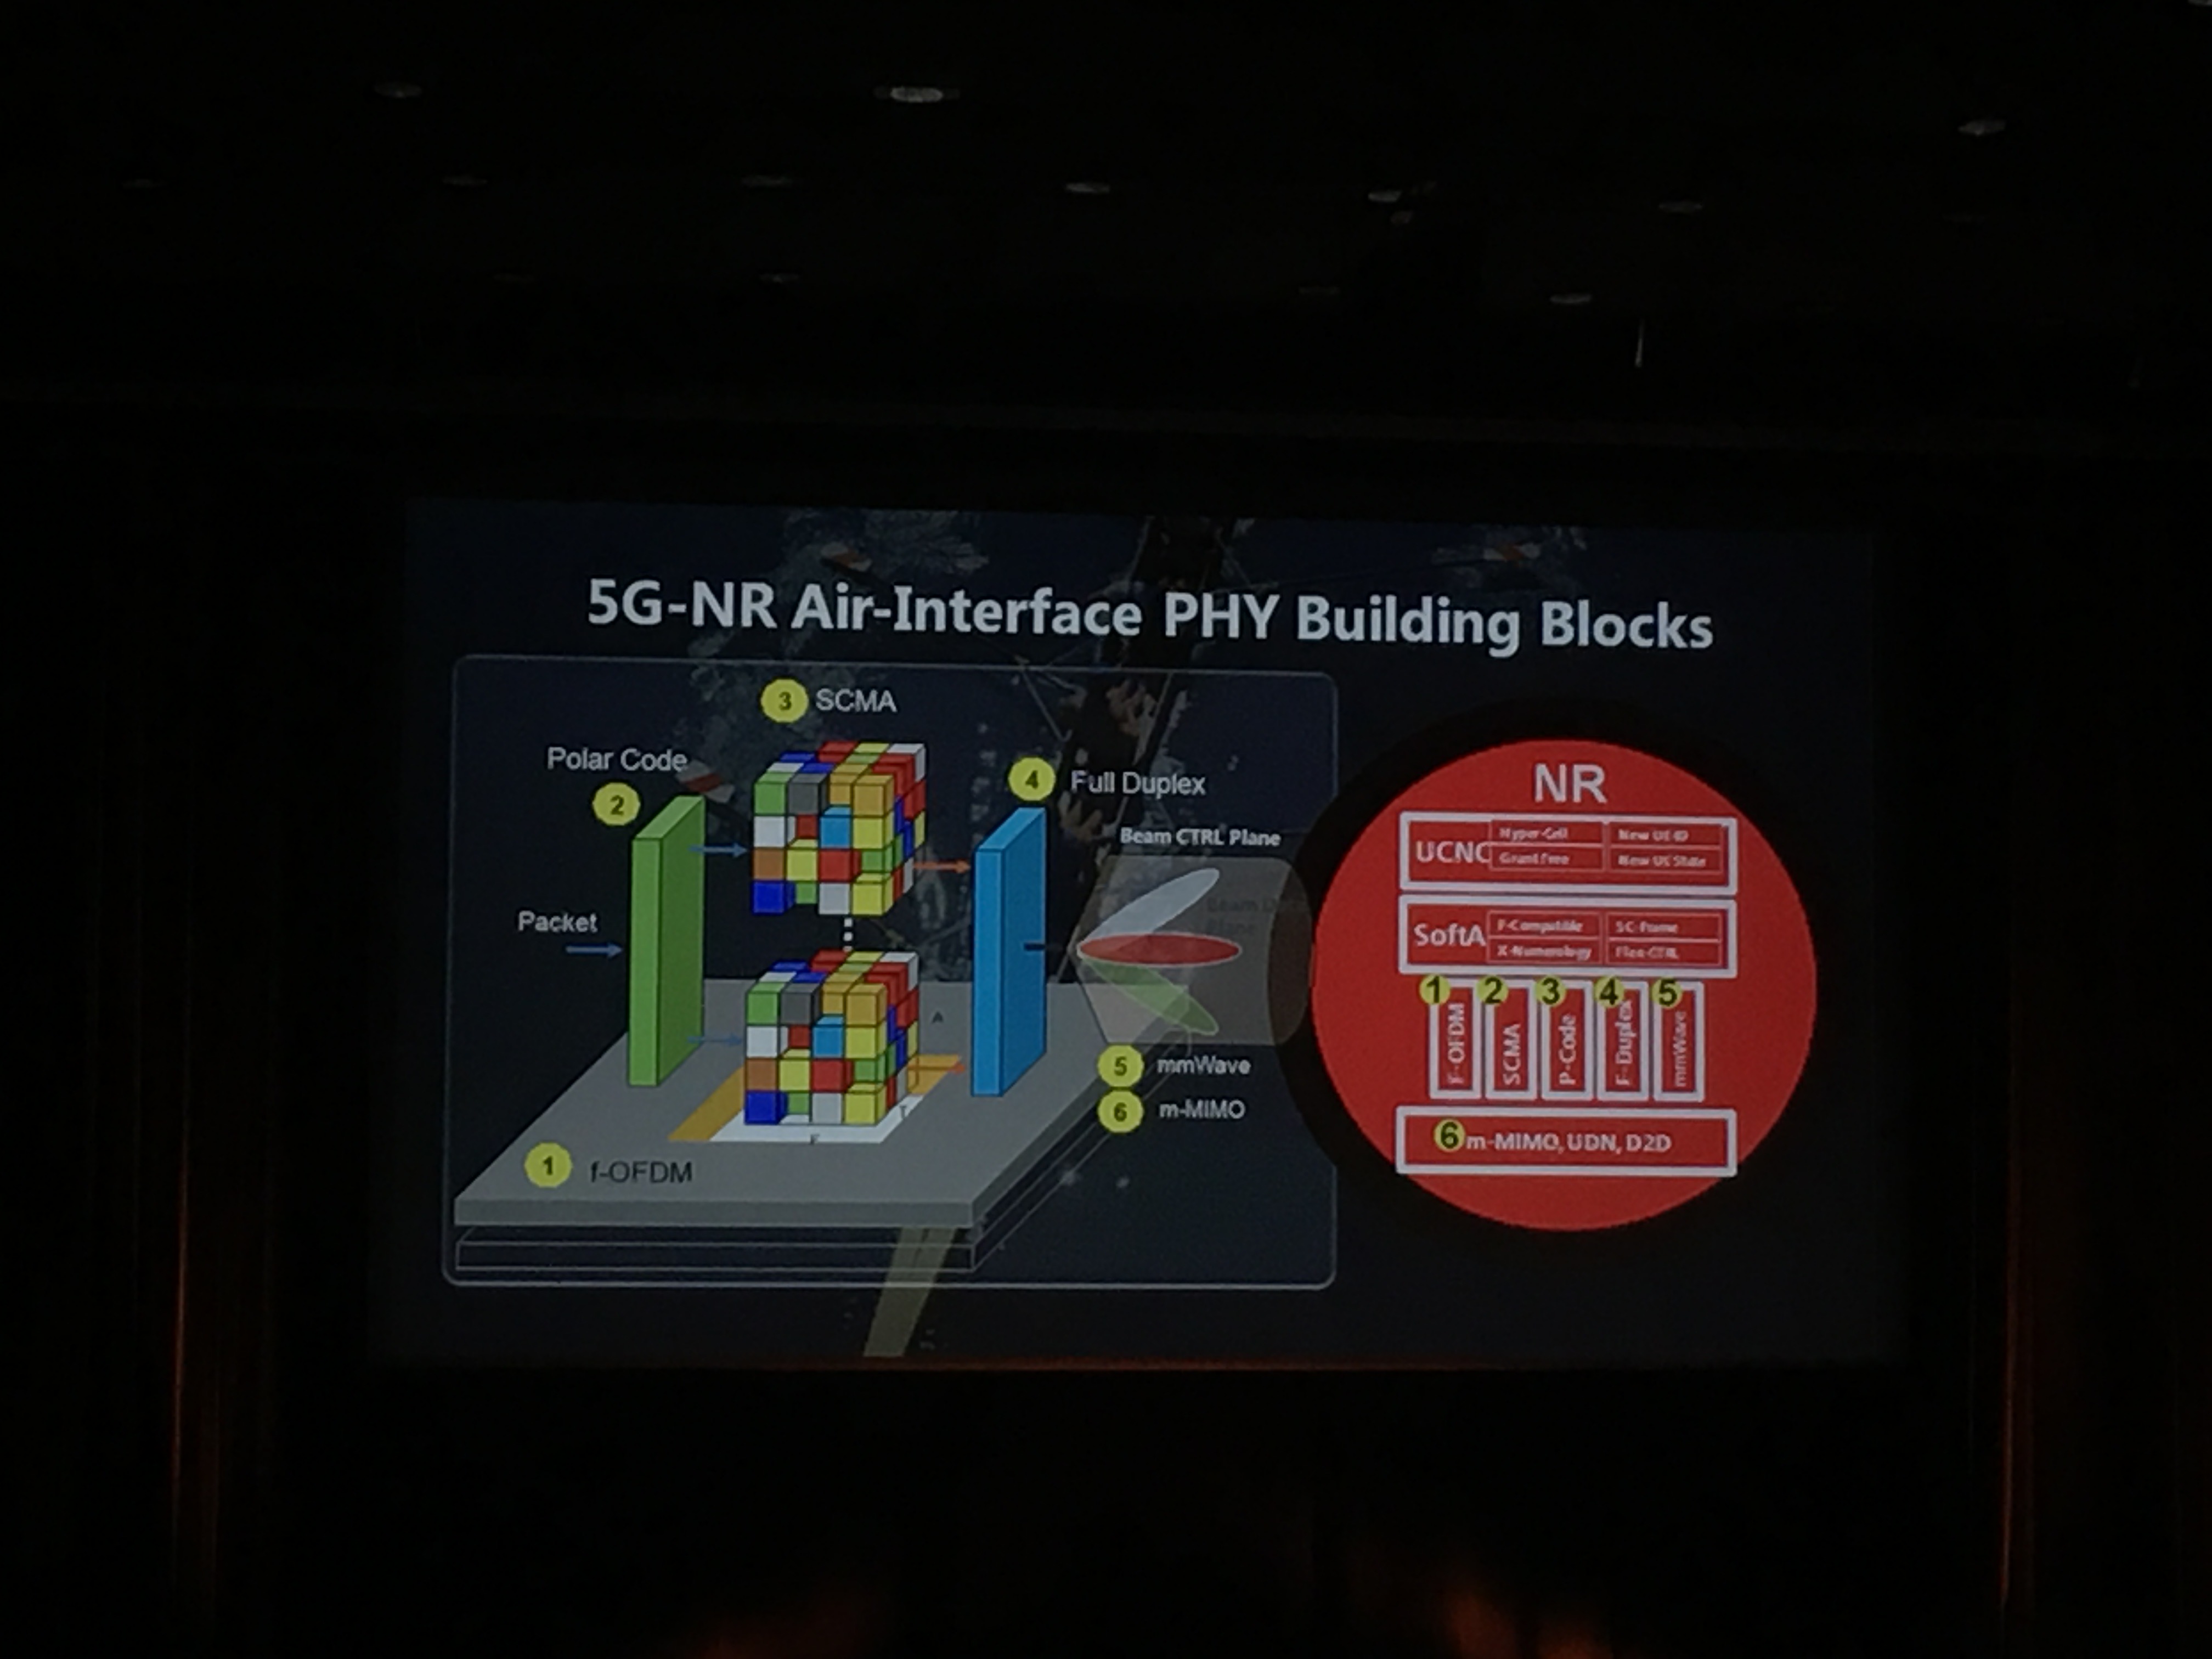 5G-NR Air-Interface PHY Building Blocks
3 SCMA
Polar Code
2
4 Full Duplex
Beam CTRL Plane
Packet
A
T
F
5 mmWave
6 m-MIMO
1 f-OFDM
NR
UCNC
Hyper-Cell
New UE-ID
Grant Free
New UE State
SoftAI
F-Compatible
SC-Frame
X-Numerology
Flex-CTRL
1 2 3 4 5
F-OFDM
SCMA
P-Code
F-Duplex
mmWave
6 m-MIMO, UDN, D2D